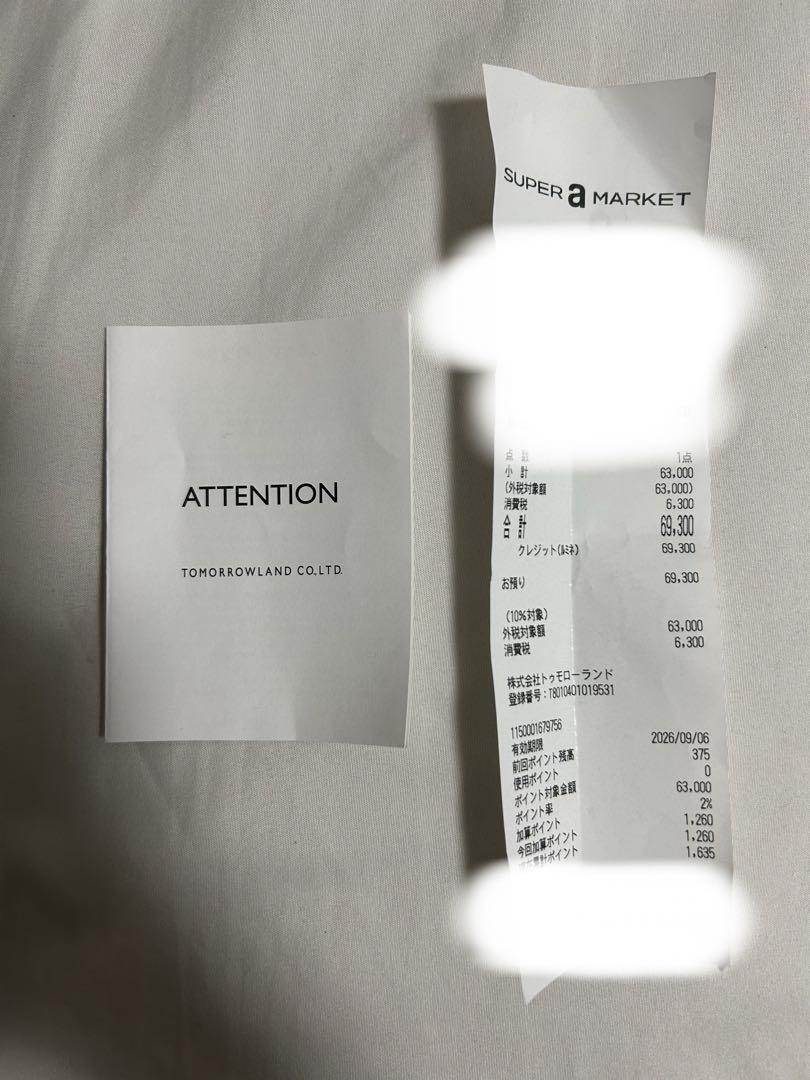 ATTENTION
TOMORROWLAND CO.,LTD.
SUPER a MARKET
点 数 1点
小 計 63,000
(外税対象額 63,000)
消費税 6,300
合 計 69,300
クレジット(ルミネ) 69,300
お預り 69,300
(10%対象)
外税対象額 63,000
消費税 6,300
株式会社トゥモローランド
登録番号:T8010401019531
1150001679756
有効期限 2026/09/06
前回ポイント残高 375
使用ポイント 0
ポイント対象金額 63,000
ポイント率 2%
加算ポイント 1,260
今回加算ポイント 1,260
累計ポイント 1,635